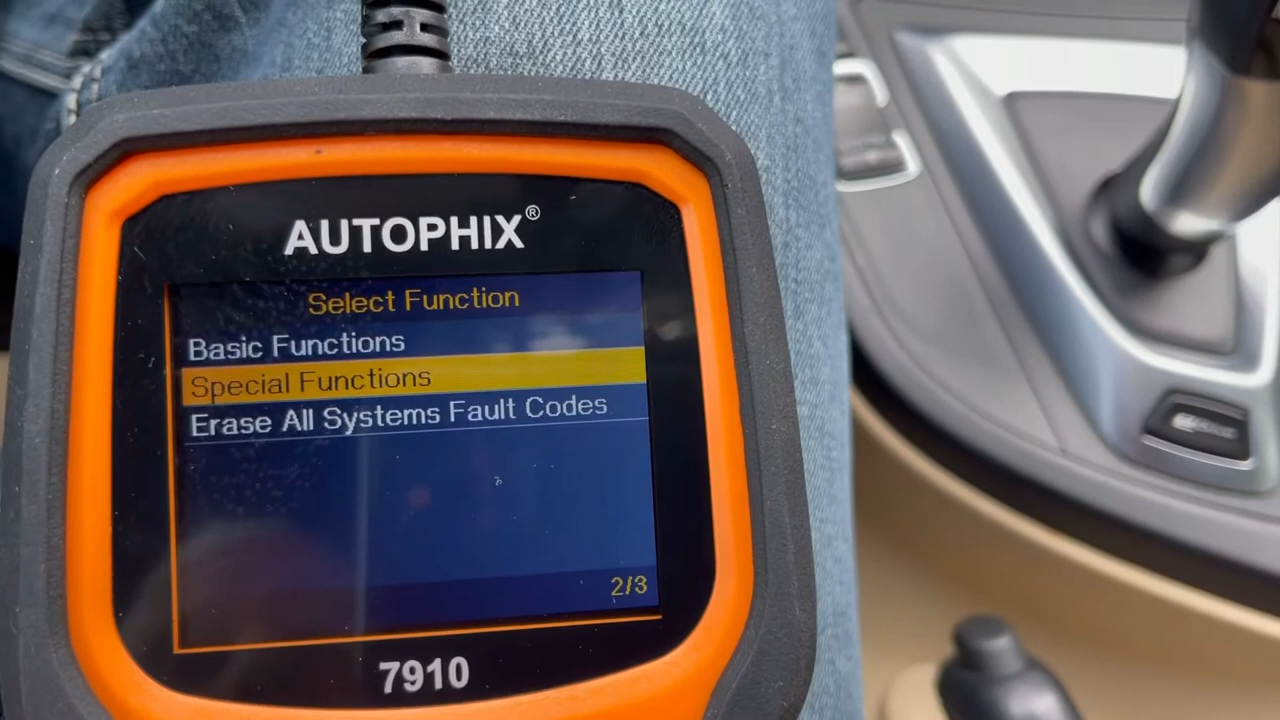 AUTOPHIX®
Select Function
Basic Functions
Special Functions
Erase All Systems Fault Codes
2/3
7910